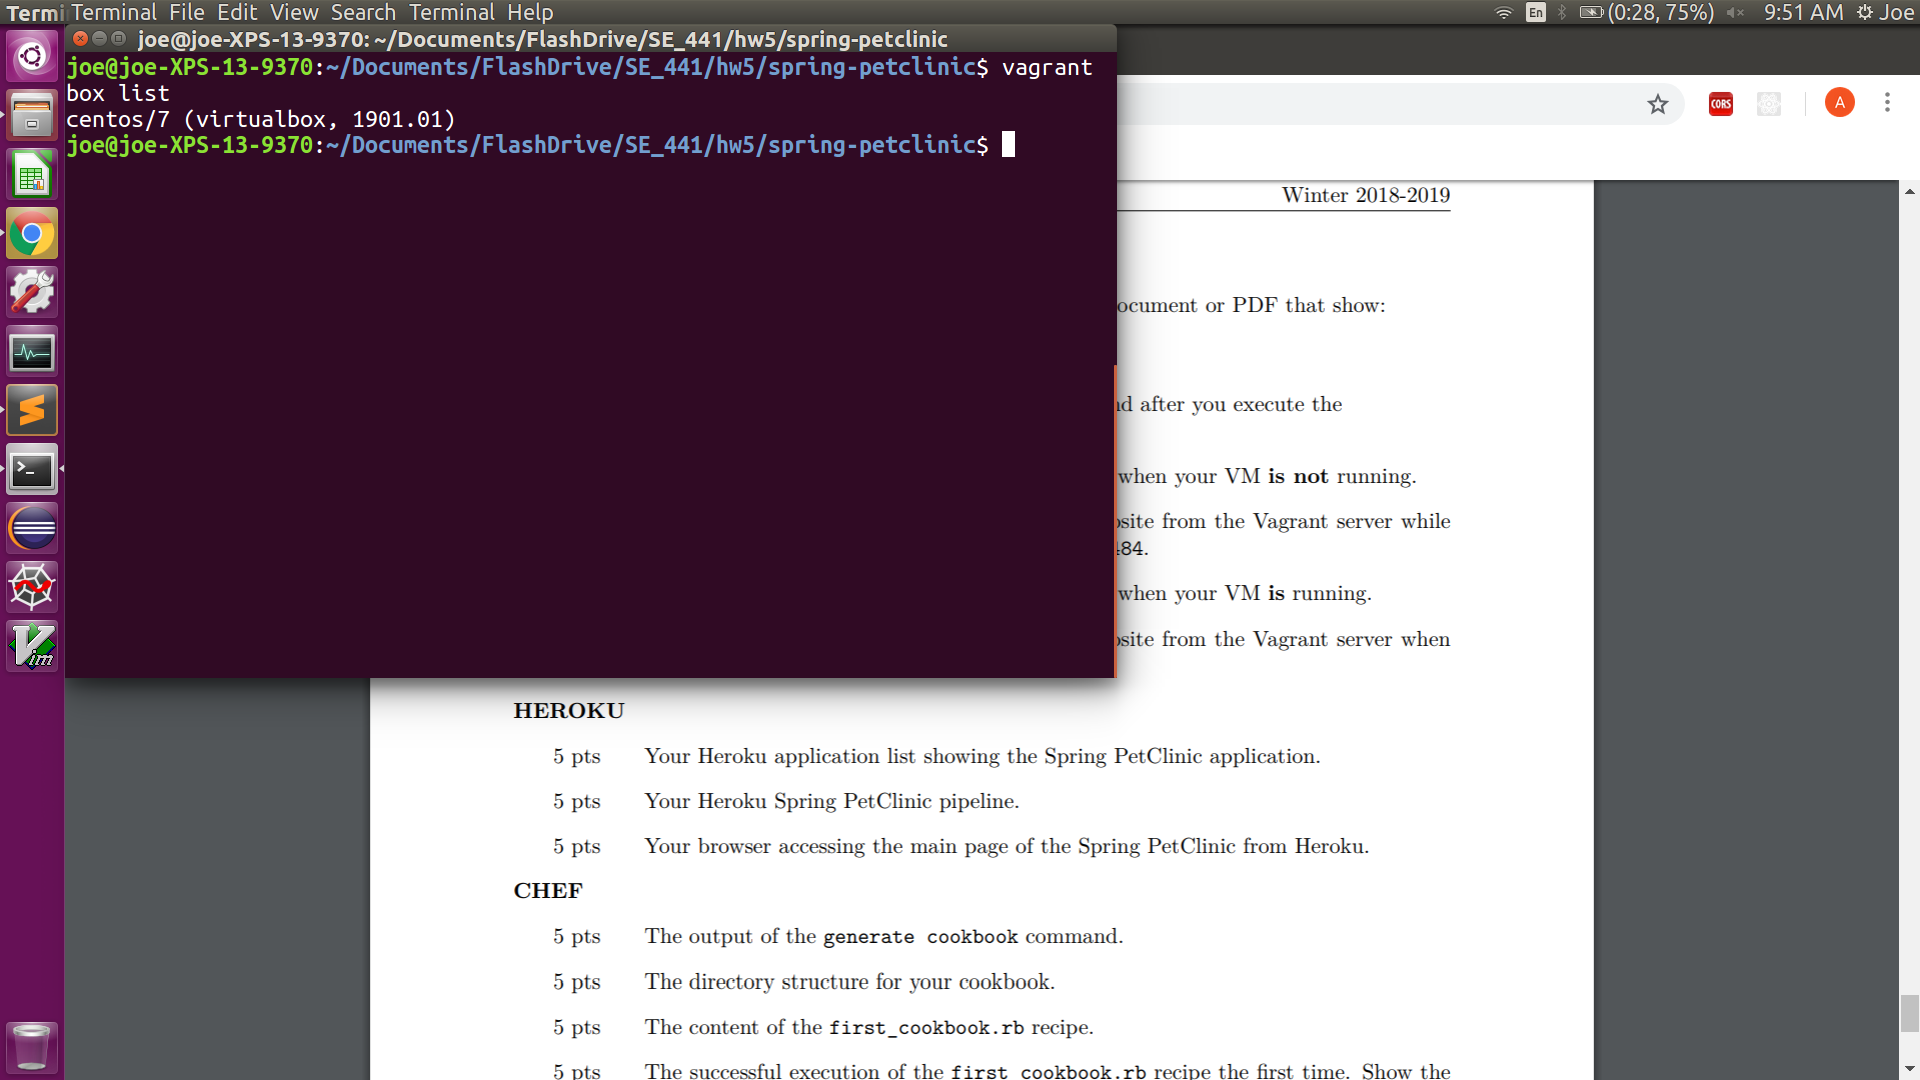 Termi Terminal File Edit View Search Terminal Help En (0:28, 75%) 9:51 AM Joe
joe@joe-XPS-13-9370: ~/Documents/FlashDrive/SE_441/hw5/spring-petclinic
joe@joe-XPS-13-9370:~/Documents/FlashDrive/SE_441/hw5/spring-petclinic$ vagrant
box list
centos/7 (virtualbox, 1901.01)
joe@joe-XPS-13-9370:~/Documents/FlashDrive/SE_441/hw5/spring-petclinic$
CORS A
Winter 2018-2019
ocument or PDF that show:
nd after you execute the
when your VM is not running.
site from the Vagrant server while
484.
when your VM is running.
site from the Vagrant server when
HEROKU
5 pts Your Heroku application list showing the Spring PetClinic application.
5 pts Your Heroku Spring PetClinic pipeline.
5 pts Your browser accessing the main page of the Spring PetClinic from Heroku.
CHEF
5 pts The output of the generate cookbook command.
5 pts The directory structure for your cookbook.
5 pts The content of the first_cookbook.rb recipe.
5 pts The successful execution of the first_cookbook.rb recipe the first time. Show the